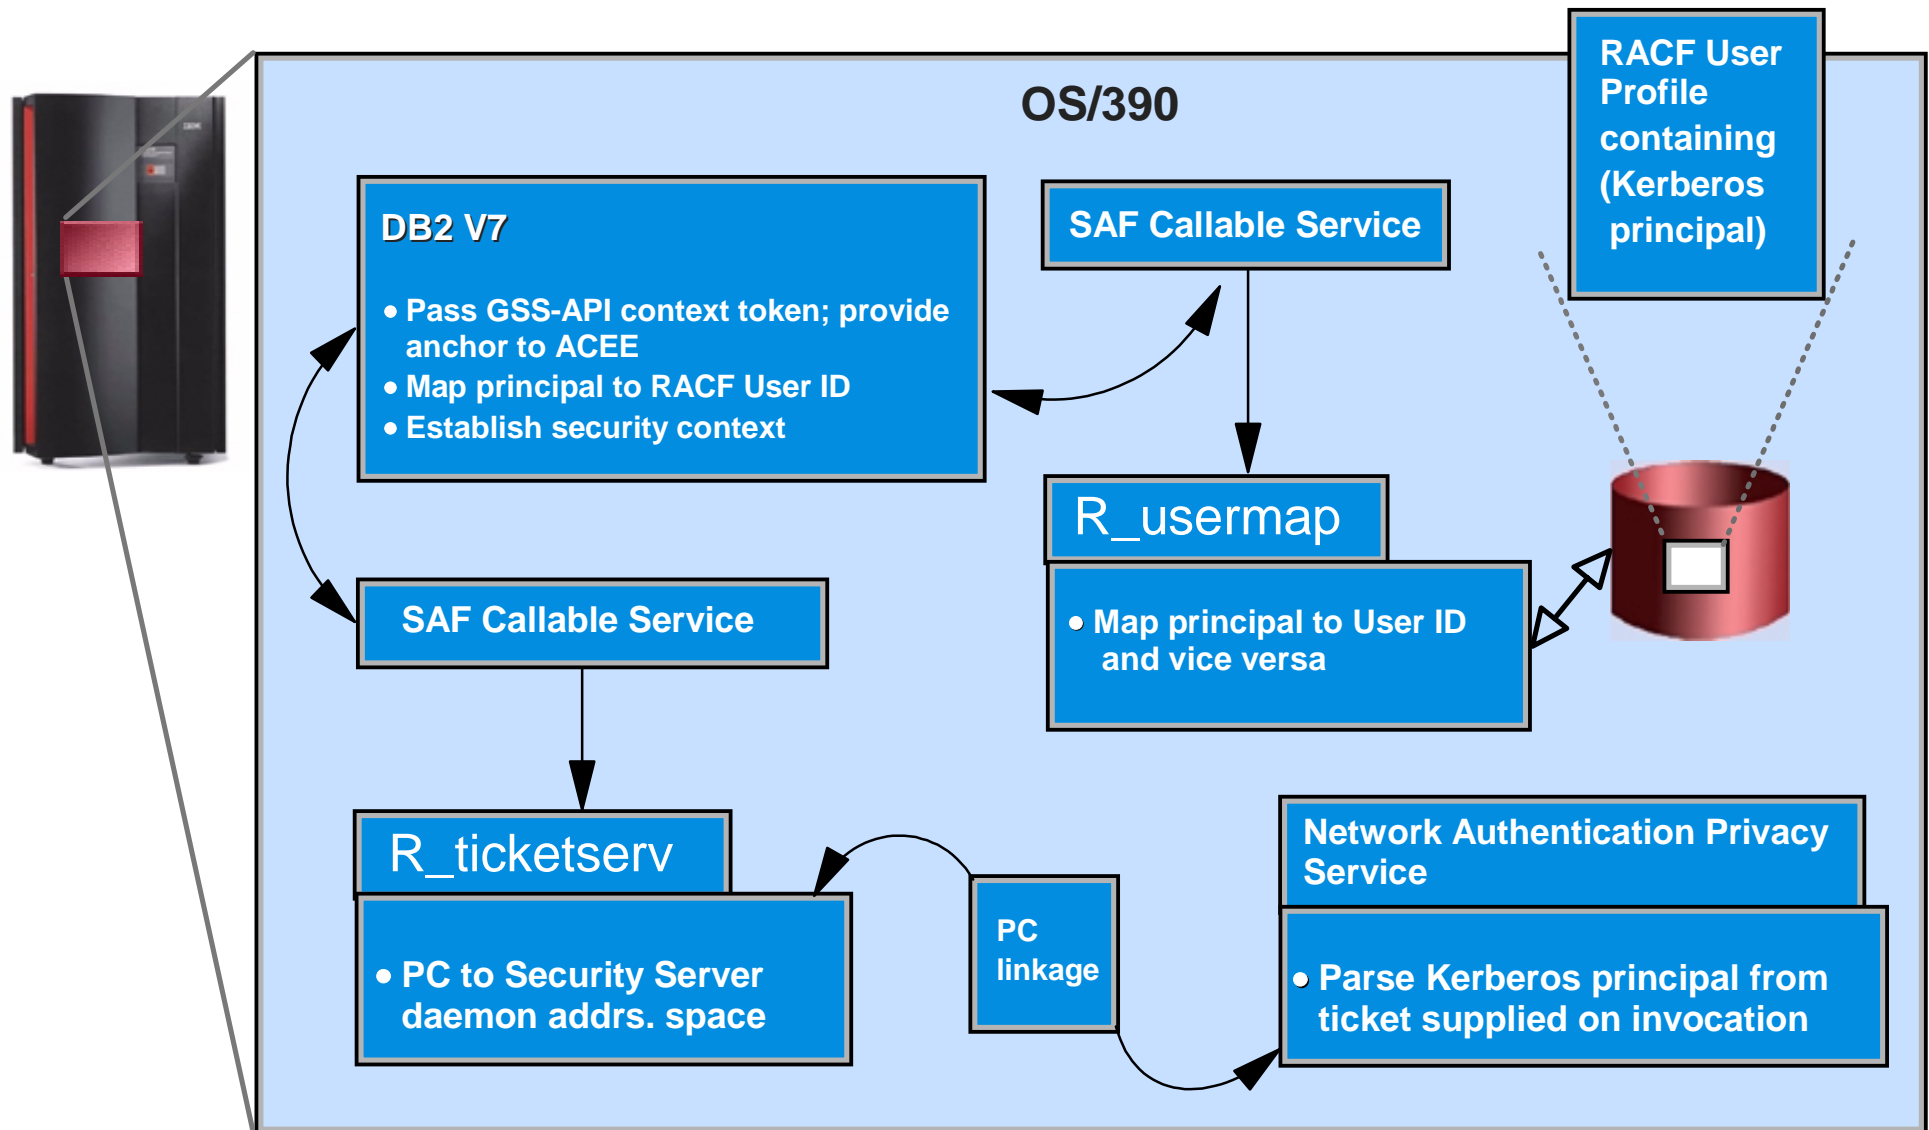 OS/390
RACF User
Profile
containing
(Kerberos
principal)
DB2 V7
• Pass GSS-API context token; provide
anchor to ACEE
• Map principal to RACF User ID
• Establish security context
SAF Callable Service
R_usermap
• Map principal to User ID
and vice versa
SAF Callable Service
R_ticketserv
• PC to Security Server
daemon addrs. space
PC
linkage
Network Authentication Privacy
Service
• Parse Kerberos principal from
ticket supplied on invocation